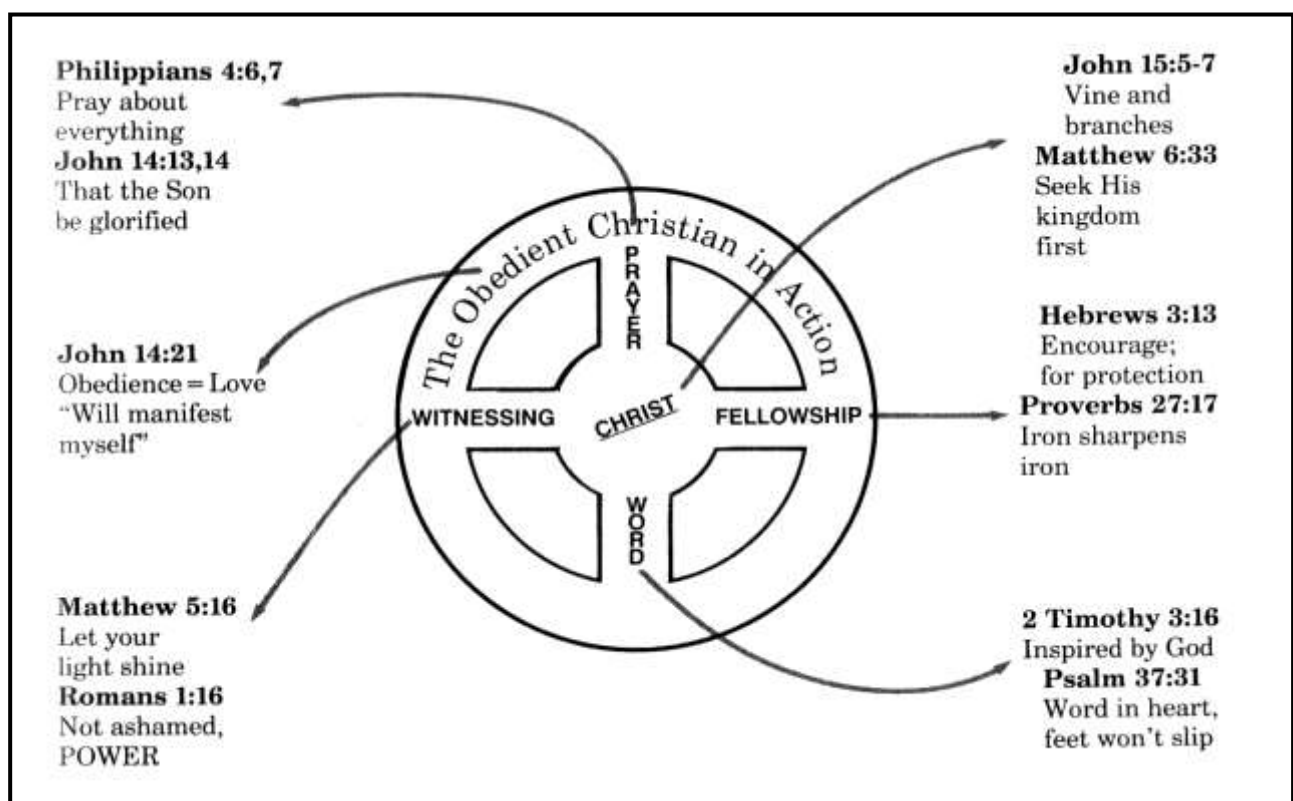 Philippians 4:6,7
Pray about
everything
John 14:13,14
That the Son
be glorified
John 15:5-7
Vine and
branches
Matthew 6:33
Seek His
kingdom
first
The Obedient Christian in Action
PRAYER
John 14:21
Obedience = Love
"Will manifest
myself"
WITNESSING
CHRIST
FELLOWSHIP
WORD
Hebrews 3:13
Encourage;
for protection
Proverbs 27:17
Iron sharpens
iron
Matthew 5:16
Let your
light shine
Romans 1:16
Not ashamed,
POWER
2 Timothy 3:16
Inspired by God
Psalm 37:31
Word in heart,
feet won't slip